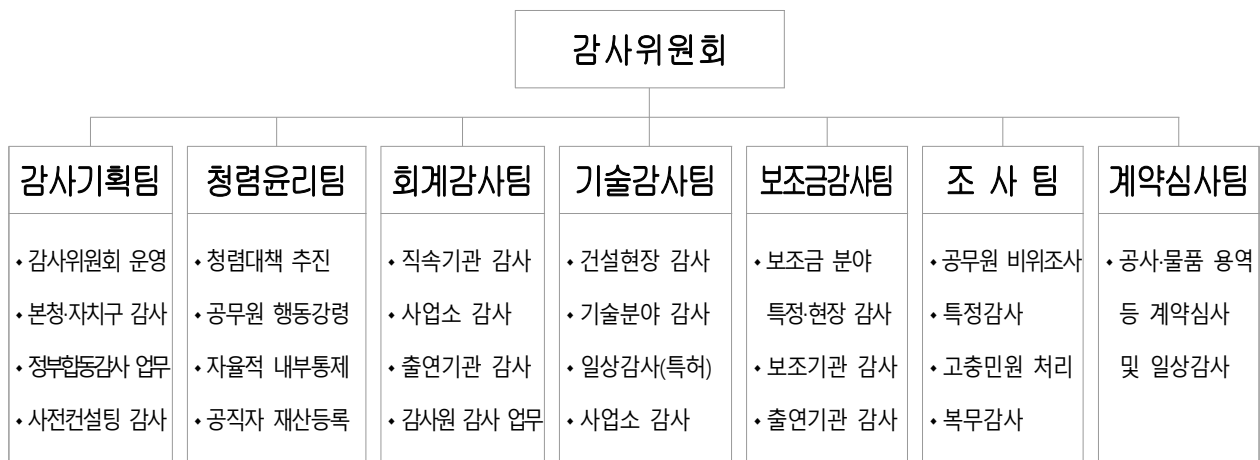 감사위원회
감사기획팀
• 감사위원회 운영
• 본청·자치구 감사
• 정부합동감사 업무
• 사전컨설팅 감사
청렴윤리팀
• 청렴대책 추진
• 공무원 행동강령
• 자율적 내부통제
• 공직자 재산등록
회계감사팀
• 직속기관 감사
• 사업소 감사
• 출연기관 감사
• 감사원 감사 업무
기술감사팀
• 건설현장 감사
• 기술분야 감사
• 일상감사(특허)
• 사업소 감사
보조금감사팀
• 보조금 분야
특정·현장 감사
• 보조기관 감사
• 출연기관 감사
조 사 팀
• 공무원 비위조사
• 특정감사
• 고충민원 처리
• 복무감사
계약심사팀
• 공사·물품 용역
등 계약심사
및 일상감사